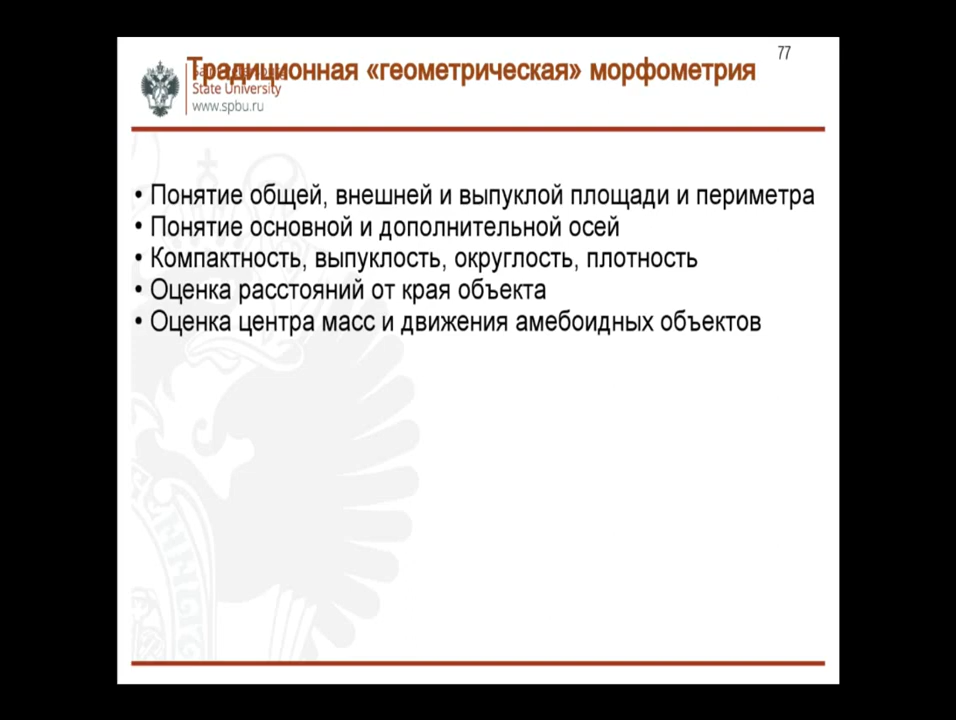 77
Традиционная «геометрическая» морфометрия
State University
www.spbu.ru
• Понятие общей, внешней и выпуклой площади и периметра
• Понятие основной и дополнительной осей
• Компактность, выпуклость, округлость, плотность
• Оценка расстояний от края объекта
• Оценка центра масс и движения амебоидных объектов